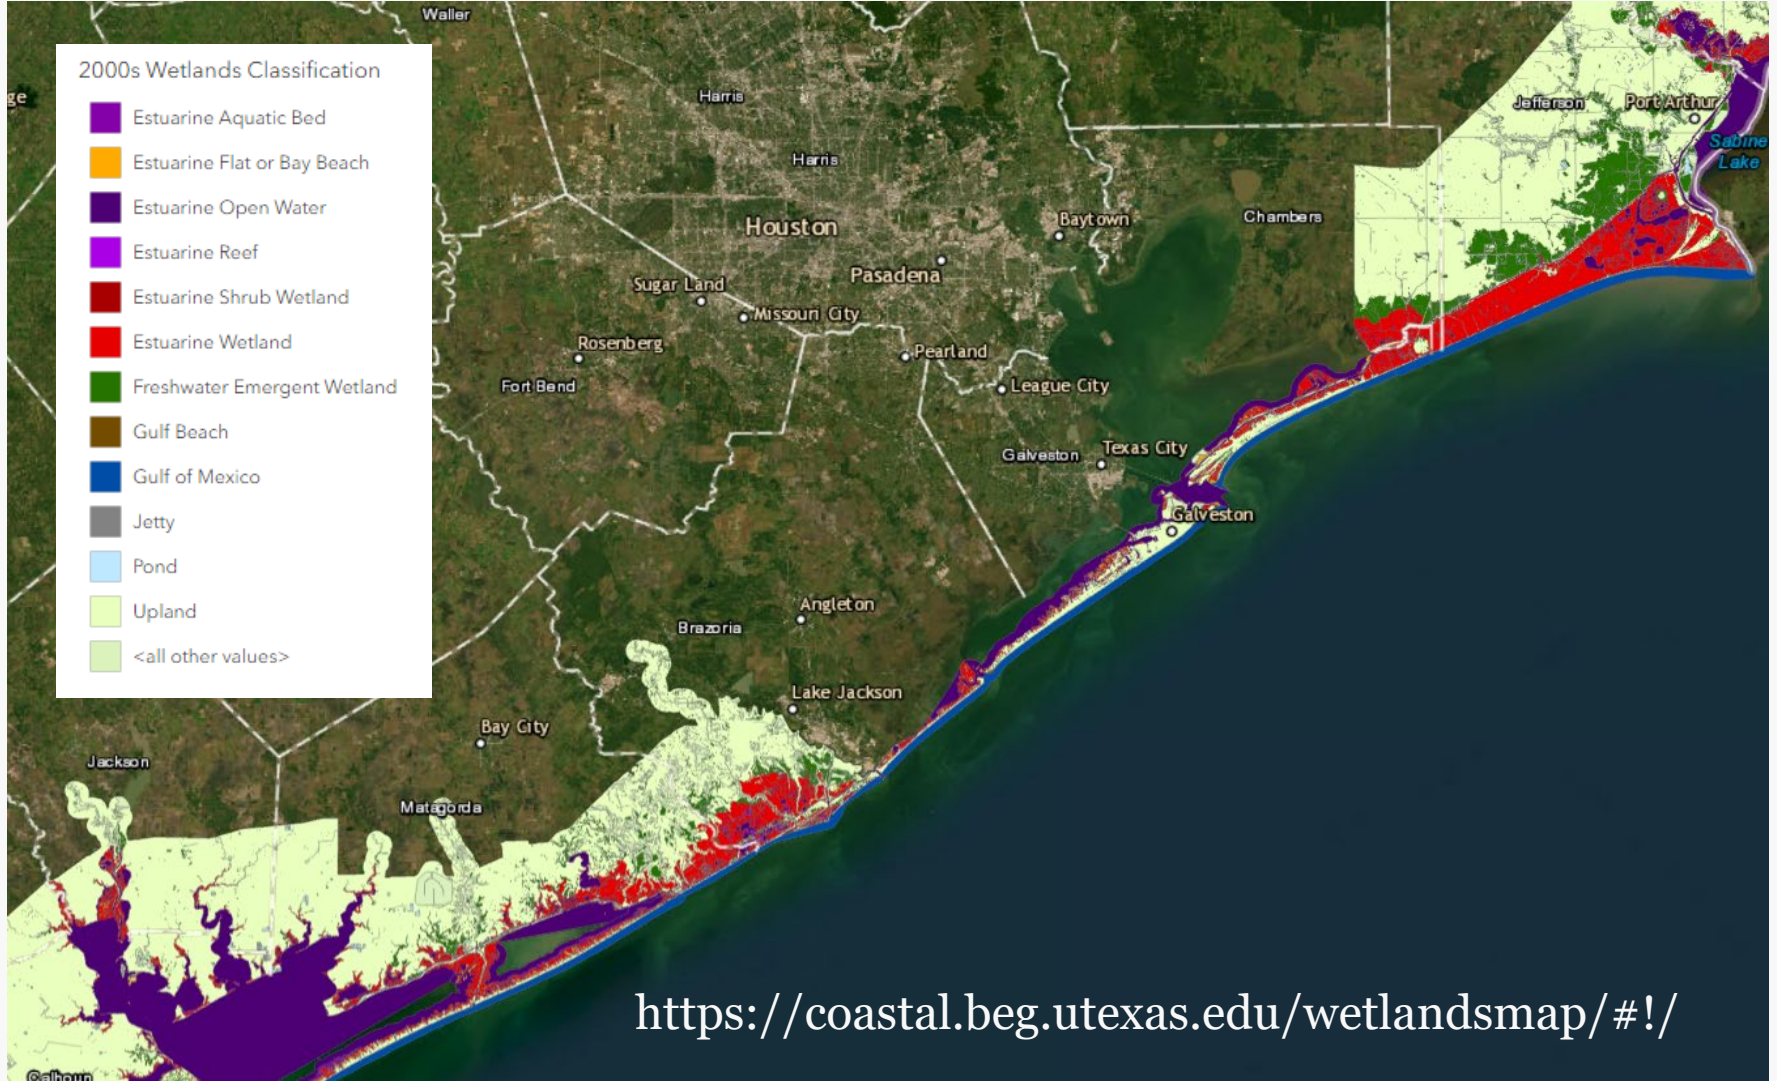 Waller
2000s Wetlands Classification
Estuarine Aquatic Bed
Estuarine Flat or Bay Beach
Estuarine Open Water
Estuarine Reef
Estuarine Shrub Wetland
Estuarine Wetland
Freshwater Emergent Wetland
Gulf Beach
Gulf of Mexico
Jetty
Pond
Upland
<all other values>
ge
Harris
Jefferson
Port Arthur
Sabine
Lake
Harris
Houston
Baytown
Chambers
Pasadena
Sugar Land
Missouri City
Rosenberg
Pearland
Fort Bend
League City
Galveston
Texas City
Galveston
Angleton
Brazoria
Lake Jackson
Bay City
Jackson
Matagorda
https://coastal.beg.utexas.edu/wetlandsmap/#!/
Calhoun